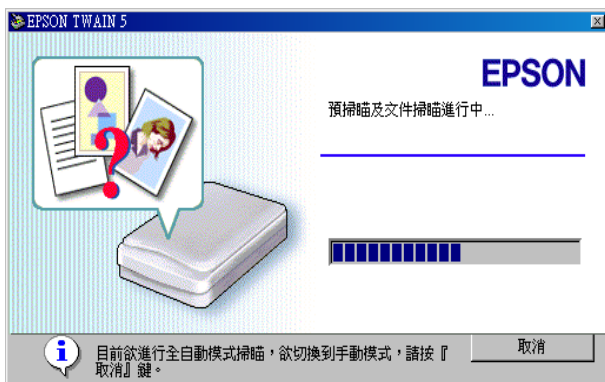 EPSON TWAIN 5
EPSON
預掃瞄及文件掃瞄進行中...
?
目前欲進行全自動模式掃瞄，欲切換到手動模式，請按『
取消』鍵。
取消